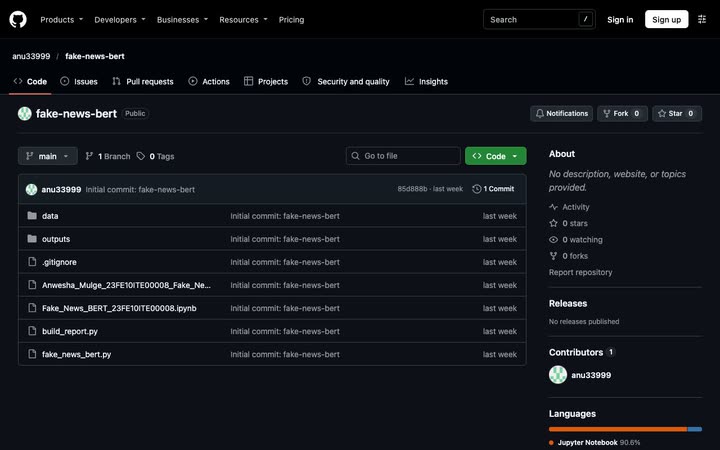 Products Developers Businesses Resources Pricing Search / Sign in Sign up
anu33999 / fake-news-bert
Code Issues Pull requests Actions Projects Security and quality Insights
fake-news-bert Public Notifications Fork 0 Star 0
main 1 Branch 0 Tags Go to file Code
anu33999 Initial commit: fake-news-bert 85d888b · last week 1 Commit
data Initial commit: fake-news-bert last week
outputs Initial commit: fake-news-bert last week
.gitignore Initial commit: fake-news-bert last week
Anwesha_Mulge_23FE10ITE00008_Fake_Ne... Initial commit: fake-news-bert last week
Fake_News_BERT_23FE10ITE00008.ipynb Initial commit: fake-news-bert last week
build_report.py Initial commit: fake-news-bert last week
fake_news_bert.py Initial commit: fake-news-bert last week
About
No description, website, or topics
provided.
Activity
0 stars
0 watching
0 forks
Report repository
Releases
No releases published
Contributors 1
anu33999
Languages
Jupyter Notebook 90.6%